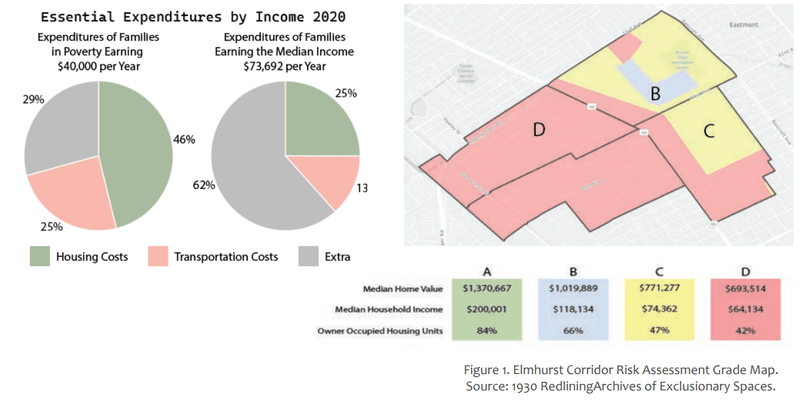 Essential Expenditures by Income 2020
Expenditures of Families
in Poverty Earning
$40,000 per Year
Expenditures of Families
Earning the Median Income
$73,692 per Year
29%
46%
25%
25%
62%
13
Housing Costs
Transportation Costs
Extra
Eastmont
B
D
C
A B C D
Median Home Value $1,370,667 $1,019,889 $771,277 $693,514
Median Household Income $200,001 $118,134 $74,362 $64,134
Owner Occupied Housing Units 84% 66% 47% 42%
Figure 1. Elmhurst Corridor Risk Assessment Grade Map.
Source: 1930 RedliningArchives of Exclusionary Spaces.